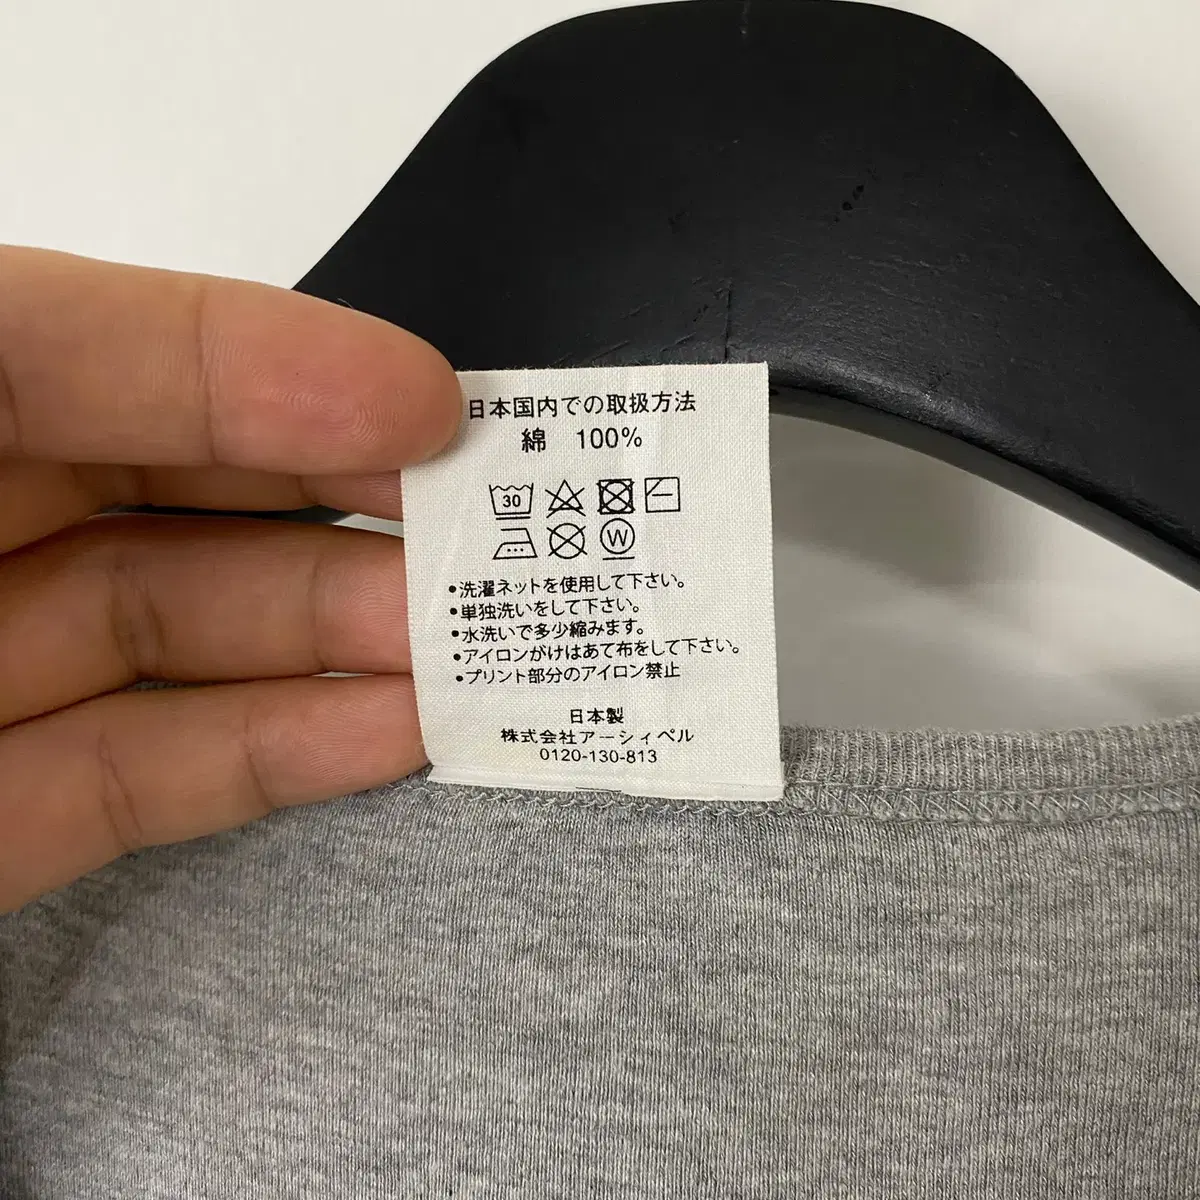 日本国内での取扱方法
綿 100%
30
W
•洗濯ネットを使用して下さい。
•単独洗いをして下さい。
•水洗いで多少縮みます。
•アイロンがけはあて布をして下さい。
•プリント部分のアイロン禁止
日本製
株式会社アーシィペル
0120-130-813